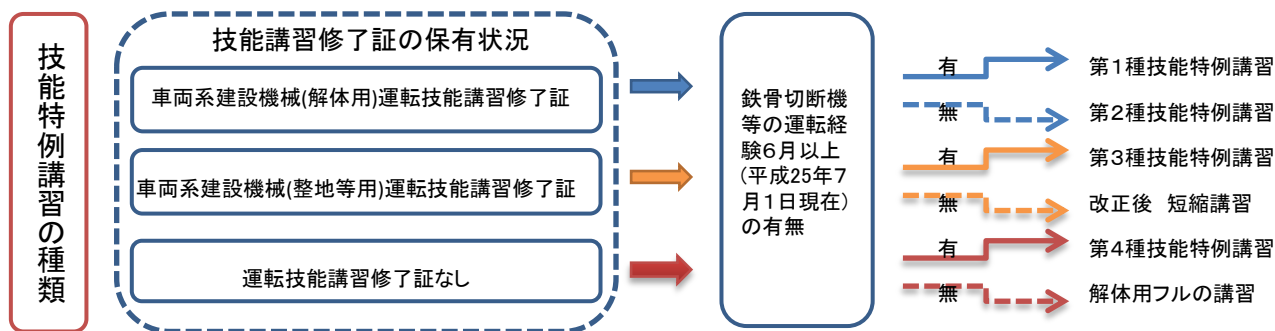 技能特例講習の種類
技能講習修了証の保有状況
車両系建設機械(解体用)運転技能講習修了証
車両系建設機械(整地等用)運転技能講習修了証
運転技能講習修了証なし
鉄骨切断機
等の運転経
験6月以上
(平成25年7
月1日現在)
の有無
有
第1種技能特例講習
無
第2種技能特例講習
有
第3種技能特例講習
無
改正後 短縮講習
有
第4種技能特例講習
無
解体用フルの講習